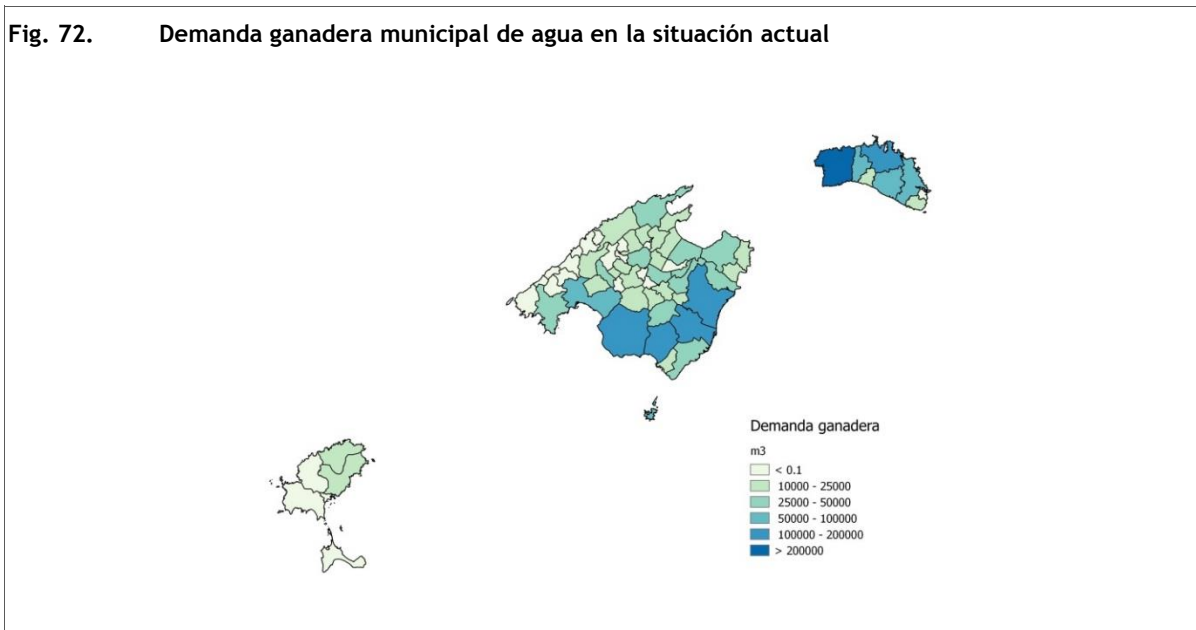 Fig. 72. Demanda ganadera municipal de agua en la situación actual
Demanda ganadera
m3
< 0.1
10000 - 25000
25000 - 50000
50000 - 100000
100000 - 200000
> 200000